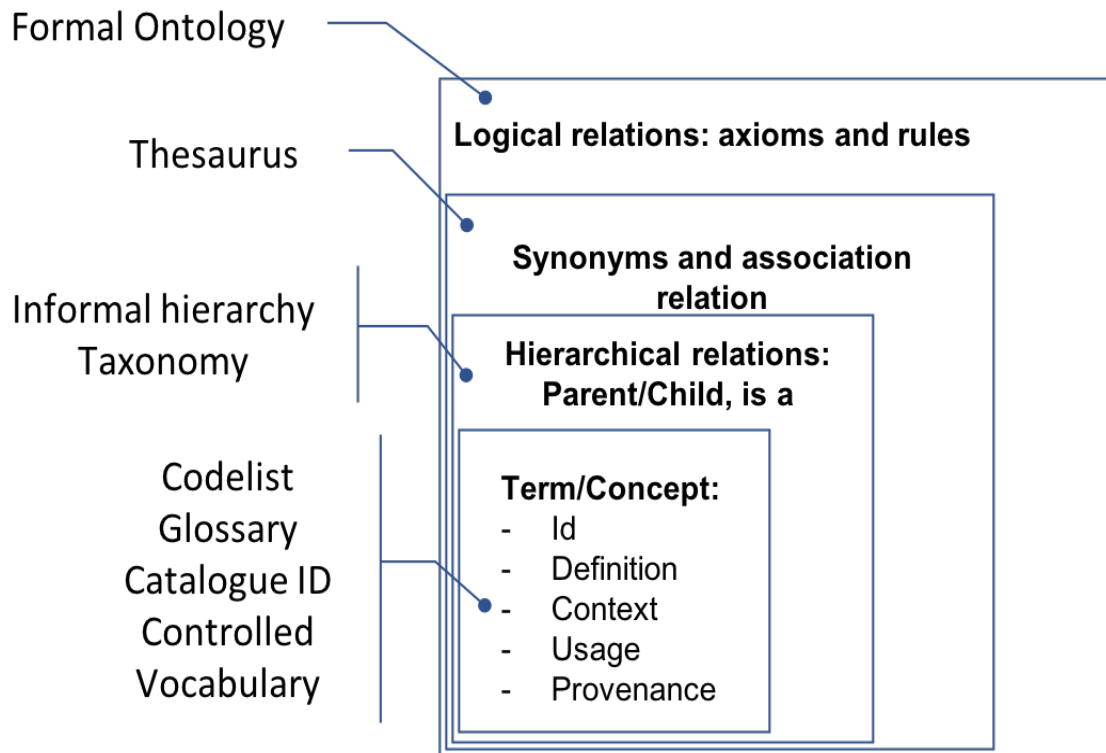 Formal Ontology
Logical relations: axioms and rules
Thesaurus
Synonyms and association
relation
Informal hierarchy
Taxonomy
Hierarchical relations:
Parent/Child, is a
Codelist
Glossary
Catalogue ID
Controlled
Vocabulary
Term/Concept:
- Id
- Definition
- Context
- Usage
- Provenance